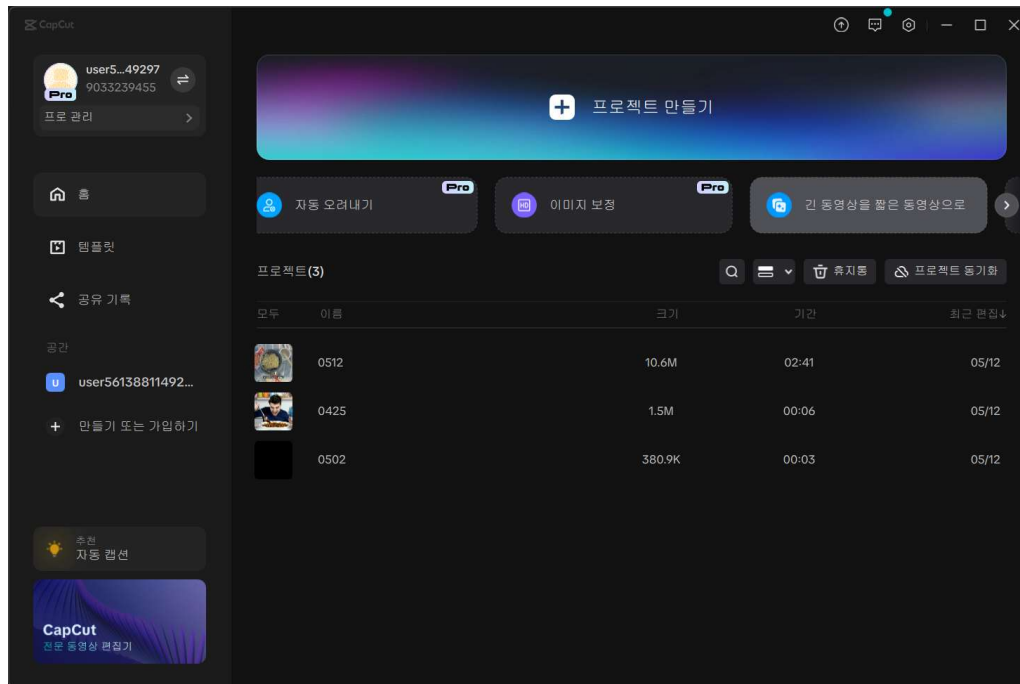 CapCut
user5...49297
9033239455
Pro
프로 관리
홈
템플릿
공유 기록
공간
U
user56138811492...
만들기 또는 가입하기
추천
자동 캡션
CapCut
전문 동영상 편집기
프로젝트 만들기
자동 오려내기
Pro
HD
이미지 보정
Pro
긴 동영상을 짧은 동영상으로
프로젝트(3)
휴지통
프로젝트 동기화
모두 이름 크기 기간 최근 편집↓
0512 10.6M 02:41 05/12
0425 1.5M 00:06 05/12
0502 380.9K 00:03 05/12